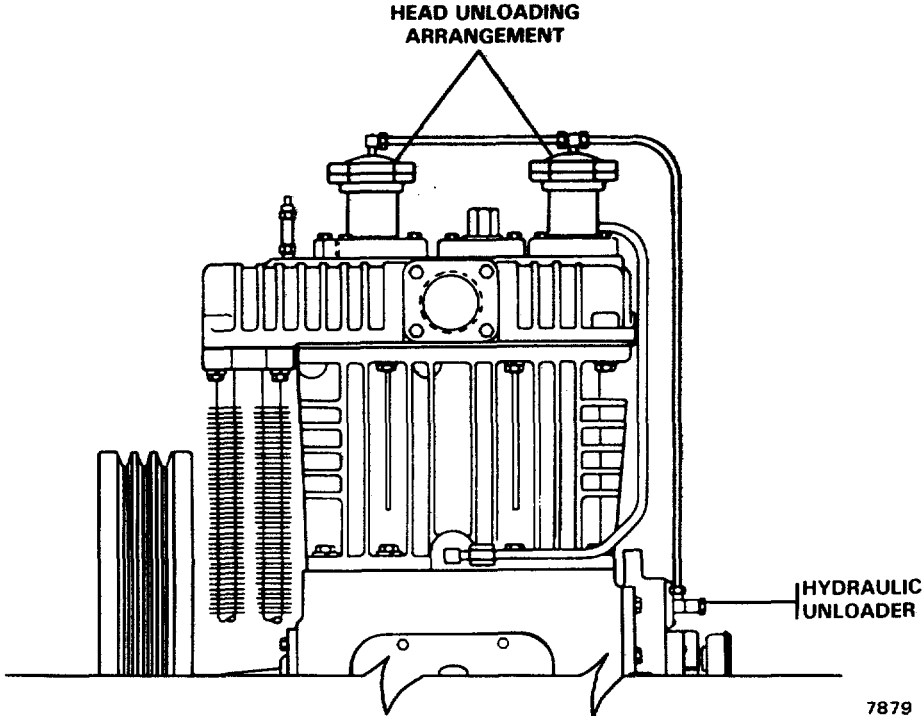 HEAD UNLOADING
ARRANGEMENT
HYDRAULIC
UNLOADER
7879